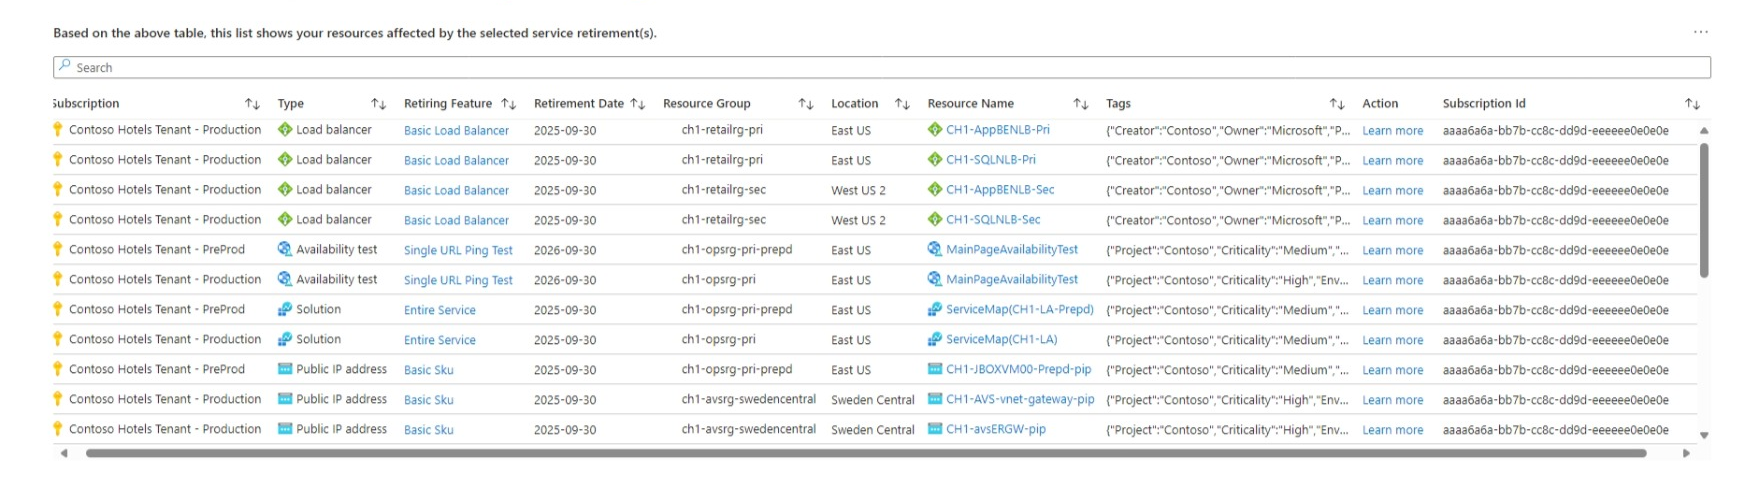 Based on the above table, this list shows your resources affected by the selected service retirement(s). ...
Search
Subscription Type Retiring Feature Retirement Date Resource Group Location Resource Name Tags Action Subscription Id
Contoso Hotels Tenant - Production Load balancer Basic Load Balancer 2025-09-30 ch1-retailrg-pri East US CH1-AppBENLB-Pri {"Creator":"Contoso","Owner":"Microsoft","P... Learn more aaaa6a6a-bb7b-cc8c-dd9d-eeeeee0e0e0e
Contoso Hotels Tenant - Production Load balancer Basic Load Balancer 2025-09-30 ch1-retailrg-pri East US CH1-SQLNLB-Pri {"Creator":"Contoso","Owner":"Microsoft","P... Learn more aaaa6a6a-bb7b-cc8c-dd9d-eeeeee0e0e0e
Contoso Hotels Tenant - Production Load balancer Basic Load Balancer 2025-09-30 ch1-retailrg-sec West US 2 CH1-AppBENLB-Sec {"Creator":"Contoso","Owner":"Microsoft","P... Learn more aaaa6a6a-bb7b-cc8c-dd9d-eeeeee0e0e0e
Contoso Hotels Tenant - Production Load balancer Basic Load Balancer 2025-09-30 ch1-retailrg-sec West US 2 CH1-SQLNLB-Sec {"Creator":"Contoso","Owner":"Microsoft","P... Learn more aaaa6a6a-bb7b-cc8c-dd9d-eeeeee0e0e0e
Contoso Hotels Tenant - PreProd Availability test Single URL Ping Test 2026-09-30 ch1-opsrg-pri-prepd East US MainPageAvailabilityTest {"Project":"Contoso","Criticality":"Medium","... Learn more aaaa6a6a-bb7b-cc8c-dd9d-eeeeee0e0e0e
Contoso Hotels Tenant - Production Availability test Single URL Ping Test 2026-09-30 ch1-opsrg-pri East US MainPageAvailabilityTest {"Project":"Contoso","Criticality":"High","Env... Learn more aaaa6a6a-bb7b-cc8c-dd9d-eeeeee0e0e0e
Contoso Hotels Tenant - PreProd Solution Entire Service 2025-09-30 ch1-opsrg-pri-prepd East US ServiceMap(CH1-LA-Prepd) {"Project":"Contoso","Criticality":"Medium","... Learn more aaaa6a6a-bb7b-cc8c-dd9d-eeeeee0e0e0e
Contoso Hotels Tenant - Production Solution Entire Service 2025-09-30 ch1-opsrg-pri East US ServiceMap(CH1-LA) {"Project":"Contoso","Criticality":"Medium","... Learn more aaaa6a6a-bb7b-cc8c-dd9d-eeeeee0e0e0e
Contoso Hotels Tenant - PreProd Public IP address Basic Sku 2025-09-30 ch1-opsrg-pri-prepd East US CH1-JBOXVM00-Prepd-pip {"Project":"Contoso","Criticality":"Medium","... Learn more aaaa6a6a-bb7b-cc8c-dd9d-eeeeee0e0e0e
Contoso Hotels Tenant - Production Public IP address Basic Sku 2025-09-30 ch1-avsrg-swedencentral Sweden Central CH1-AVS-vnet-gateway-pip {"Project":"Contoso","Criticality":"High","Env... Learn more aaaa6a6a-bb7b-cc8c-dd9d-eeeeee0e0e0e
Contoso Hotels Tenant - Production Public IP address Basic Sku 2025-09-30 ch1-avsrg-swedencentral Sweden Central CH1-avsERGW-pip {"Project":"Contoso","Criticality":"High","Env... Learn more aaaa6a6a-bb7b-cc8c-dd9d-eeeeee0e0e0e